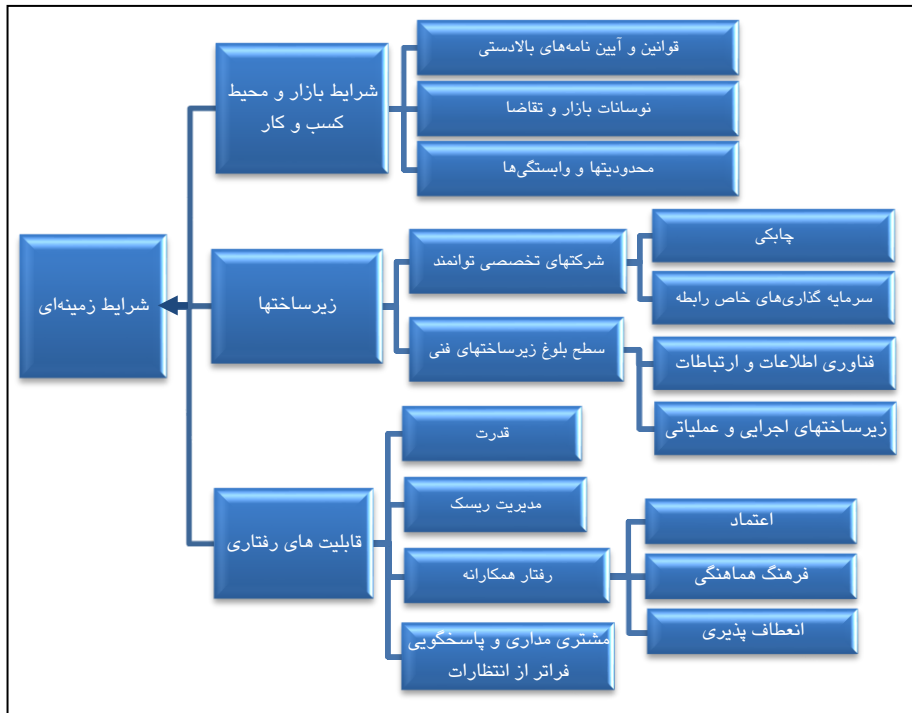 شرایط زمینه‌ای
شرایط بازار و محیط
کسب و کار
قوانین و آیین نامه‌های بالادستی
نوسانات بازار و تقاضا
محدودیتها و وابستگی‌ها
زیرساختها
شرکتهای تخصصی توانمند
چابکی
سرمایه گذاری‌های خاص رابطه
سطح بلوغ زیرساختهای فنی
فناوری اطلاعات و ارتباطات
زیرساختهای اجرایی و عملیاتی
قابلیت های رفتاری
قدرت
مدیریت ریسک
رفتار همکارانه
اعتماد
فرهنگ هماهنگی
انعطاف پذیری
مشتری مداری و پاسخگویی
فراتر از انتظارات